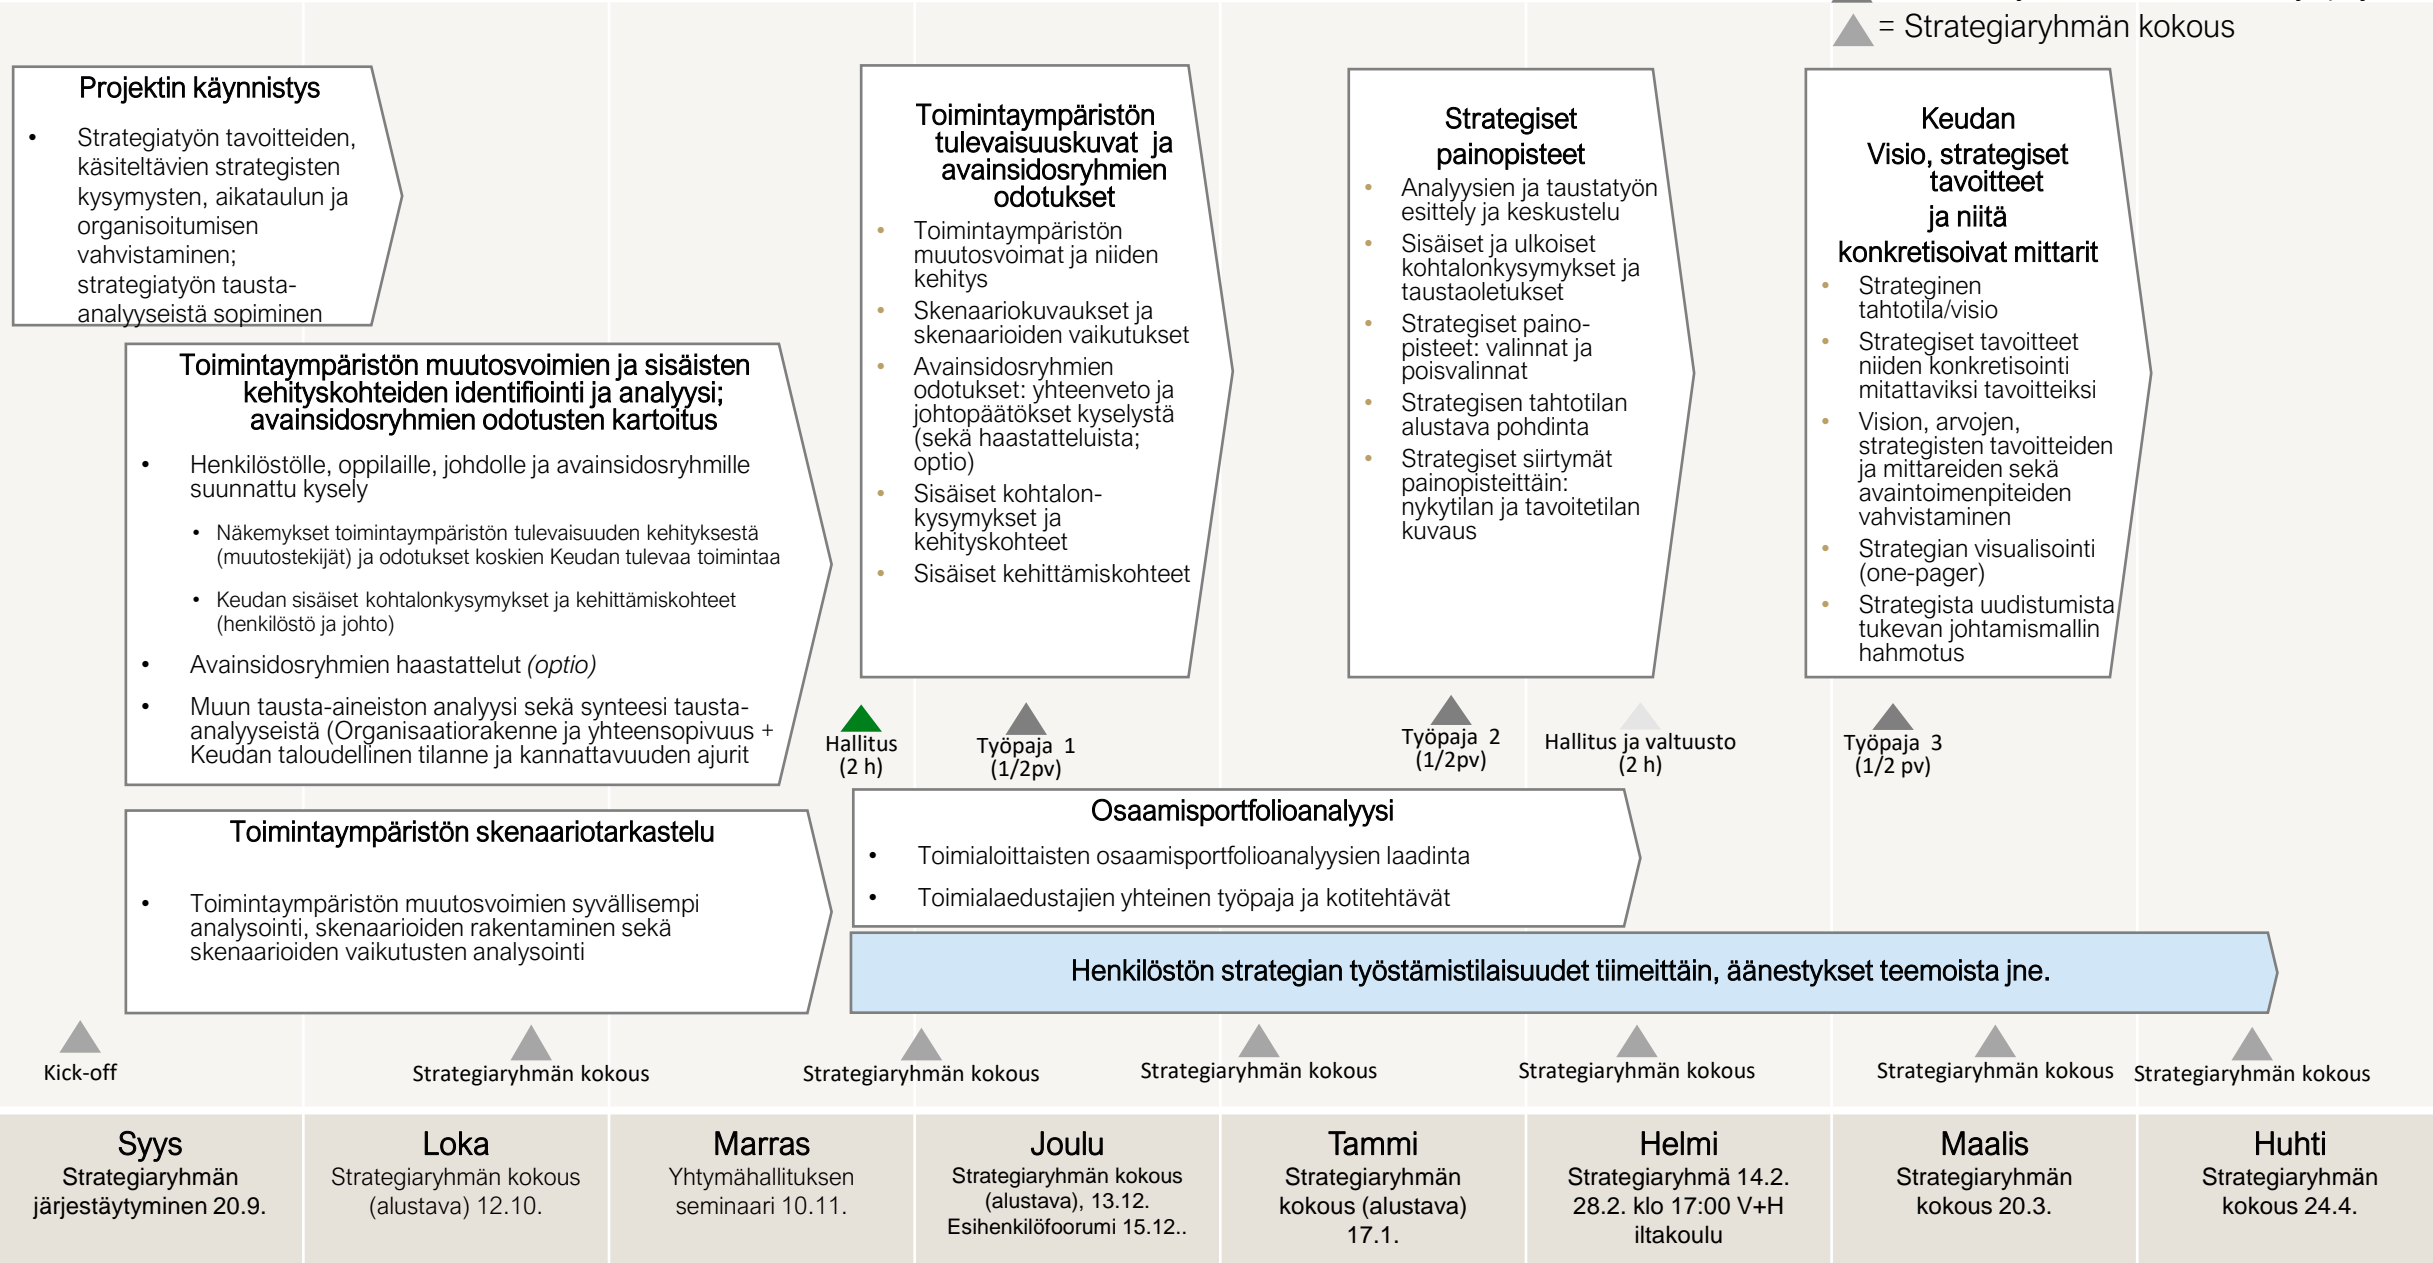 = Strategiaryhmän kokous
Projektin käynnistys
• Strategiatyön tavoitteiden,
käsiteltävien strategisten
kysymysten, aikataulun ja
organisoitumisen
vahvistaminen;
strategiatyön tausta-
analyyseistä sopiminen
Toimintaympäristön muutosvoimien ja sisäisten
kehityskohteiden identifiointi ja analyysi;
avainsidosryhmien odotusten kartoitus
• Henkilöstölle, oppilaille, johdolle ja avainsidosryhmille
suunnattu kysely
• Näkemykset toimintaympäristön tulevaisuuden kehityksestä
(muutostekijät) ja odotukset koskien Keudan tulevaa toimintaa
• Keudan sisäiset kohtalonkysymykset ja kehittämiskohteet
(henkilöstö ja johto)
• Avainsidosryhmien haastattelut (optio)
• Muun tausta-aineiston analyysi sekä synteesi tausta-
analyyseistä (Organisaatiorakenne ja yhteensopivuus +
Keudan taloudellinen tilanne ja kannattavuuden ajurit
Toimintaympäristön skenaariotarkastelu
• Toimintaympäristön muutosvoimien syvällisempi
analysointi, skenaarioiden rakentaminen sekä
skenaarioiden vaikutusten analysointi
Toimintaympäristön
tulevaisuuskuvat ja
avainsidosryhmien
odotukset
• Toimintaympäristön
muutosvoimat ja niiden
kehitys
• Skenaariokuvaukset ja
skenaarioiden vaikutukset
• Avainsidosryhmien
odotukset: yhteenveto ja
johtopäätökset kyselystä
(sekä haastatteluista;
optio)
• Sisäiset kohtalon-
kysymykset ja
kehityskohteet
• Sisäiset kehittämiskohteet
Strategiset
painopisteet
• Analyysien ja taustatyön
esittely ja keskustelu
• Sisäiset ja ulkoiset
kohtalonkysymykset ja
taustaoletukset
• Strategiset paino-
pisteet: valinnat ja
poisvalinnat
• Strategisen tahtotilan
alustava pohdinta
• Strategiset siirtymät
painopisteittäin:
nykytilan ja tavoitetilan
kuvaus
Keudan
Visio, strategiset
tavoitteet
ja niitä
konkretisoivat mittarit
• Strateginen
tahtotila/visio
• Strategiset tavoitteet
niiden konkretisointi
mitattaviksi tavoitteiksi
• Vision, arvojen,
strategisten tavoitteiden
ja mittareiden sekä
avaintoimenpiteiden
vahvistaminen
• Strategian visualisointi
(one-pager)
• Strategista uudistumista
tukevan johtamismallin
hahmotus
Hallitus
(2 h)
Työpaja 1
(1/2pv)
Työpaja 2
(1/2pv)
Hallitus ja valtuusto
(2 h)
Työpaja 3
(1/2 pv)
Osaamisportfolioanalyysi
• Toimialoittaisten osaamisportfolioanalyysien laadinta
• Toimialaedustajien yhteinen työpaja ja kotitehtävät
Henkilöstön strategian työstämistilaisuudet tiimeittäin, äänestykset teemoista jne.
Kick-off
Strategiaryhmän kokous
Strategiaryhmän kokous
Strategiaryhmän kokous
Strategiaryhmän kokous
Strategiaryhmän kokous
Strategiaryhmän kokous
Syys
Strategiaryhmän
järjestäytyminen 20.9.
Loka
Strategiaryhmän kokous
(alustava) 12.10.
Marras
Yhtymähallituksen
seminaari 10.11.
Joulu
Strategiaryhmän kokous
(alustava), 13.12.
Esihenkilöfoorumi 15.12..
Tammi
Strategiaryhmän
kokous (alustava)
17.1.
Helmi
Strategiaryhmä 14.2.
28.2. klo 17:00 V+H
iltakoulu
Maalis
Strategiaryhmän
kokous 20.3.
Huhti
Strategiaryhmän
kokous 24.4.